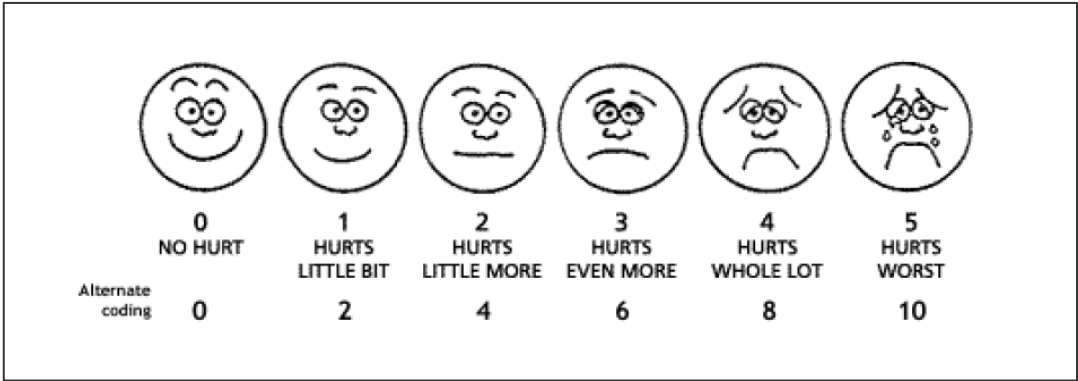 0 1 2 3 4 5
NO HURT HURTS HURTS HURTS HURTS HURTS
LITTLE BIT LITTLE MORE EVEN MORE WHOLE LOT WORST
Alternate
coding 0 2 4 6 8 10